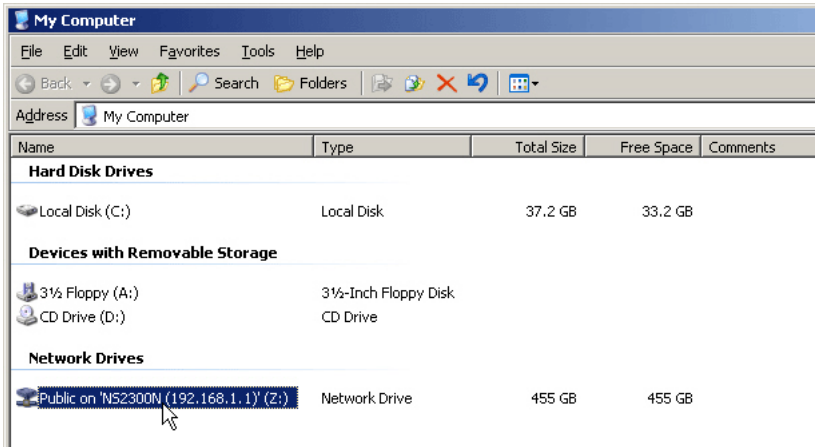 My Computer
File Edit View Favorites Tools Help
Back Search Folders
Address My Computer
Name Type Total Size Free Space Comments
Hard Disk Drives
Local Disk (C:) Local Disk 37.2 GB 33.2 GB
Devices with Removable Storage
3½ Floppy (A:) 3½-Inch Floppy Disk
CD Drive (D:) CD Drive
Network Drives
Public on 'NS2300N (192.168.1.1)' (Z:) Network Drive 455 GB 455 GB